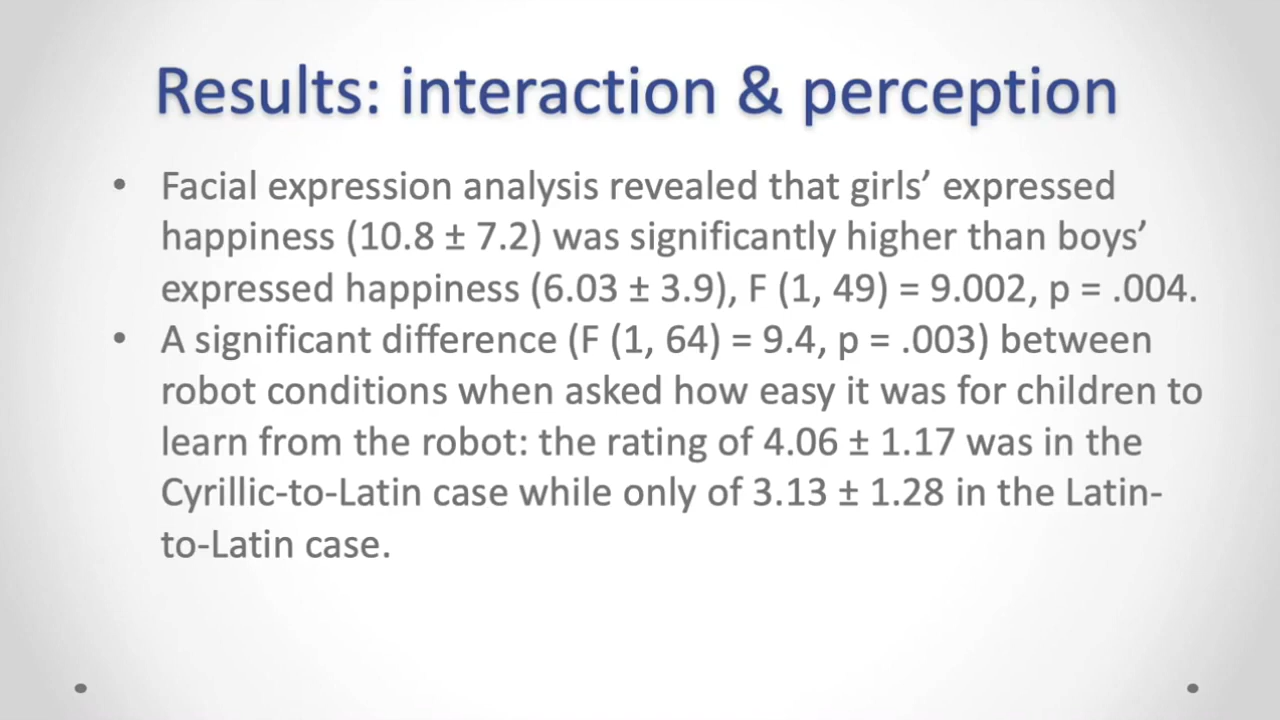 Results: interaction & perception
• Facial expression analysis revealed that girls’ expressed
happiness (10.8 ± 7.2) was significantly higher than boys’
expressed happiness (6.03 ± 3.9), F (1, 49) = 9.002, p = .004.
• A significant difference (F (1, 64) = 9.4, p = .003) between
robot conditions when asked how easy it was for children to
learn from the robot: the rating of 4.06 ± 1.17 was in the
Cyrillic-to-Latin case while only of 3.13 ± 1.28 in the Latin-
to-Latin case.